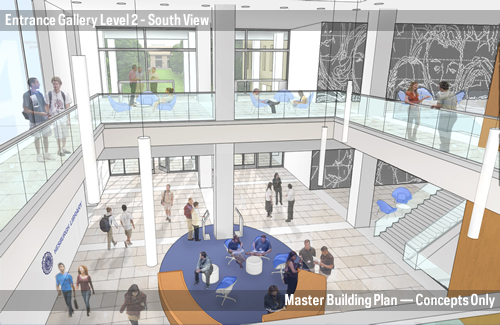 Entrance Gallery Level 2 - South View
Master Building Plan — Concepts Only